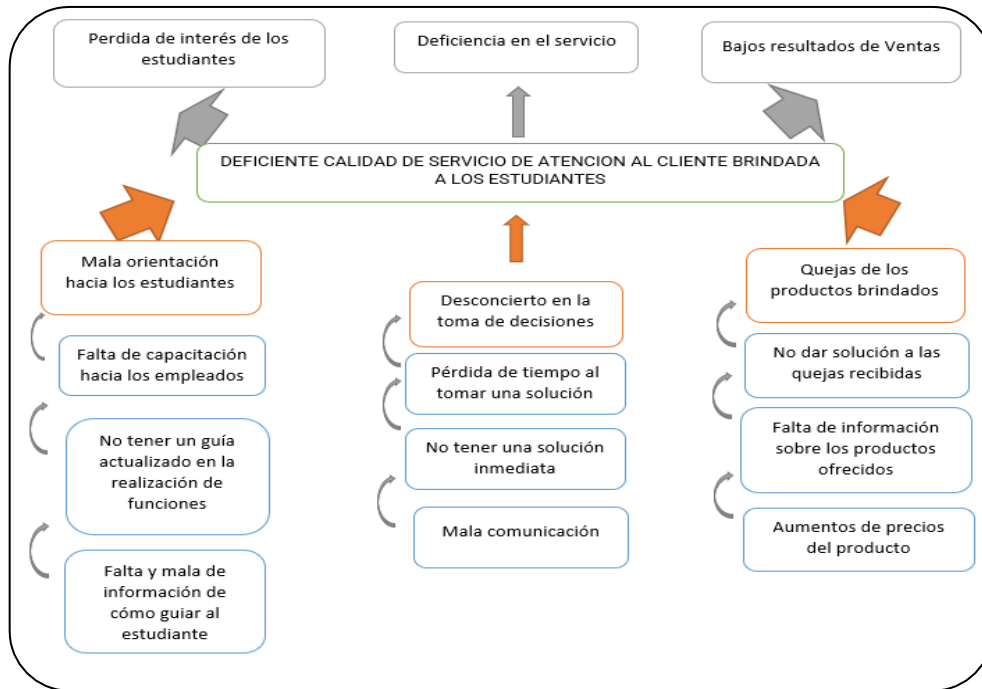 Perdida de interés de los
estudiantes
Deficiencia en el servicio
Bajos resultados de Ventas
DEFICIENTE CALIDAD DE SERVICIO DE ATENCION AL CLIENTE BRINDADA
A LOS ESTUDIANTES
Mala orientación
hacia los estudiantes
Falta de capacitación
hacia los empleados
No tener un guía
actualizado en la
realización de
funciones
Falta y mala de
información de
cómo guiar al
estudiante
Desconcierto en la
toma de decisiones
Pérdida de tiempo al
tomar una solución
No tener una solución
inmediata
Mala comunicación
Quejas de los
productos brindados
No dar solución a las
quejas recibidas
Falta de información
sobre los productos
ofrecidos
Aumentos de precios
del producto